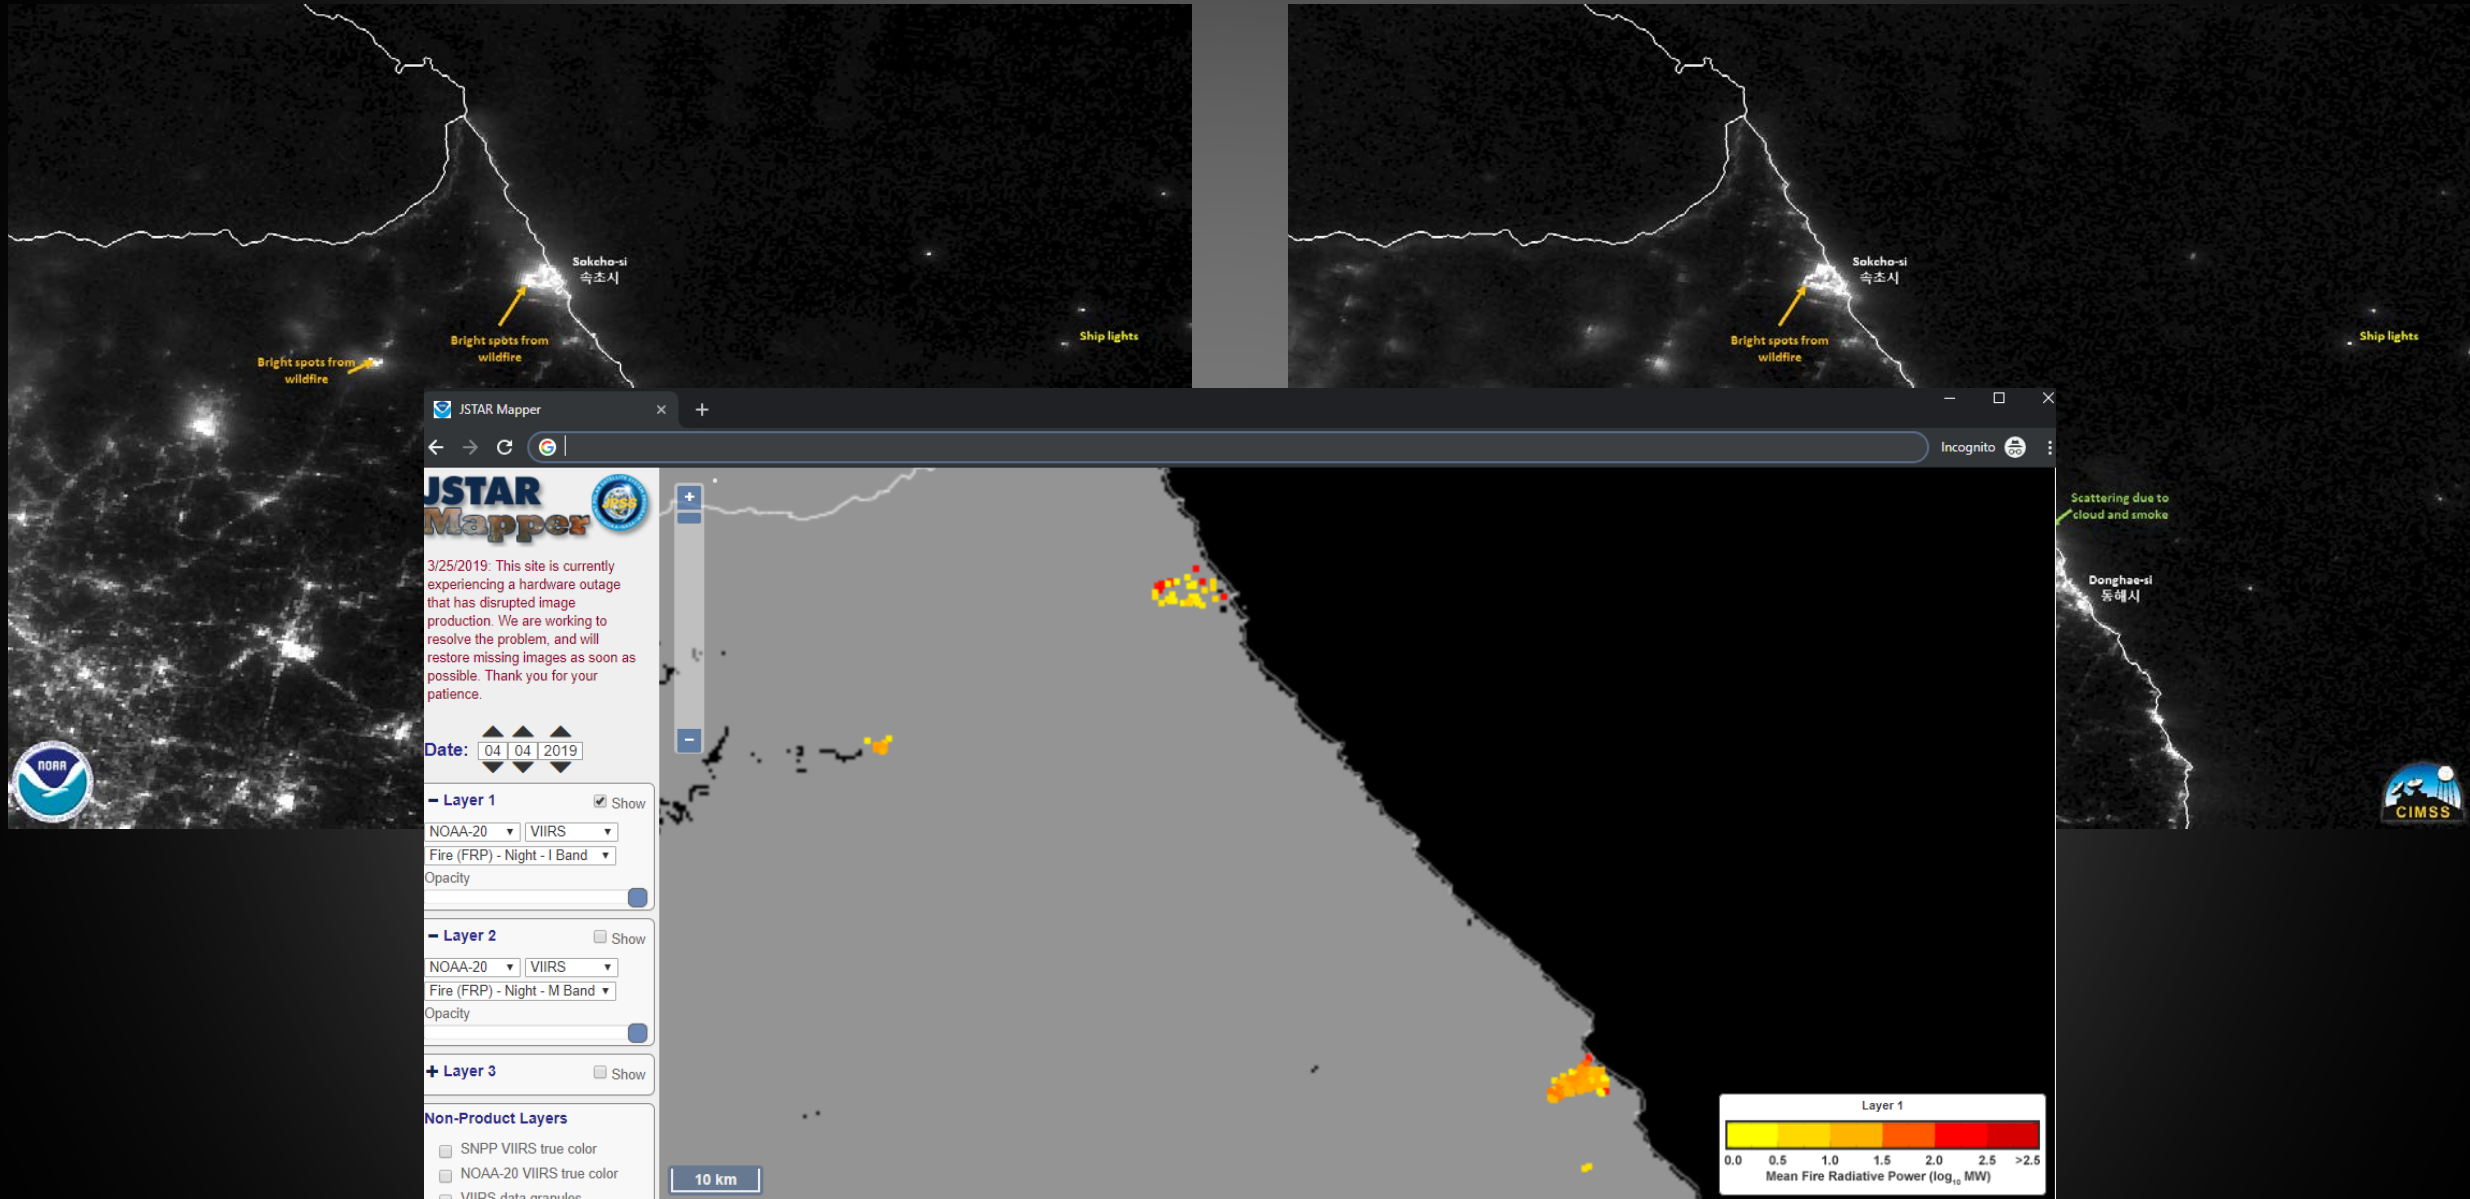 Sokcho-si
속초시
Bright spots from
wildfire
Bright spots from
wildfire
Ship lights
NOAA
Sokcho-si
속초시
Bright spots from
wildfire
Ship lights
Scattering due to
cloud and smoke
Donghae-si
동해시
CIMSS
JSTAR Mapper
Incognito
JSTAR
Mapper
JPSS
3/25/2019: This site is currently
experiencing a hardware outage
that has disrupted image
production. We are working to
resolve the problem, and will
restore missing images as soon as
possible. Thank you for your
patience.
Date: 04 04 2019
Layer 1 Show
NOAA-20 VIIRS
Fire (FRP) - Night - I Band
Opacity
Layer 2 Show
NOAA-20 VIIRS
Fire (FRP) - Night - M Band
Opacity
Layer 3 Show
Non-Product Layers
SNPP VIIRS true color
NOAA-20 VIIRS true color
VIIRS data granules
10 km
Layer 1
0.0 0.5 1.0 1.5 2.0 2.5 >2.5
Mean Fire Radiative Power (log₁₀ MW)